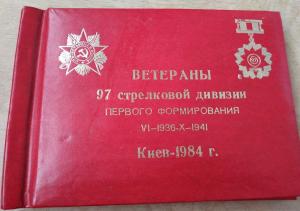 ВЕТЕРАНЫ
97 стрелковой дивизии
ПЕРВОГО ФОРМИРОВАНИЯ
VI-1936-X-1941
Киев-1984 г.